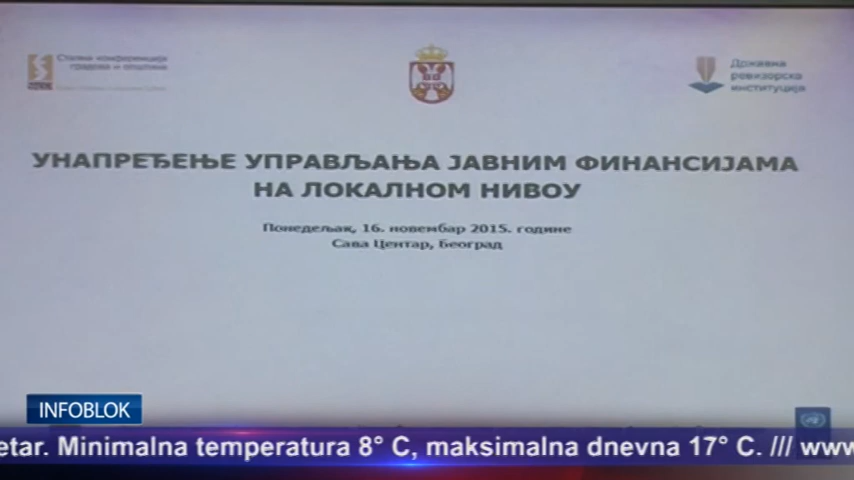 Стална конференција
градова и општина
Државна
ревизорска
институција
УНАПРЕЂЕЊЕ УПРАВЉАЊА ЈАВНИМ ФИНАНСИЈАМА
НА ЛОКАЛНОМ НИВОУ
Понедељак, 16. новембар 2015. године
Сава Центар, Београд
INFOBLOK
etar. Minimalna temperatura 8° C, maksimalna dnevna 17° C. /// www